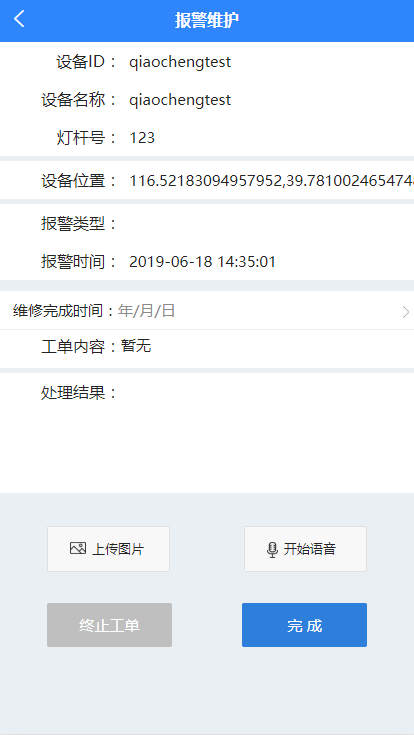 报警维护
设备ID： qiaochengtest
设备名称： qiaochengtest
灯杆号： 123
设备位置： 116.52183094957952,39.781002465474
报警类型：
报警时间： 2019-06-18 14:35:01
维修完成时间：年/月/日
工单内容：暂无
处理结果：
上传图片 开始语音
终止工单 完 成